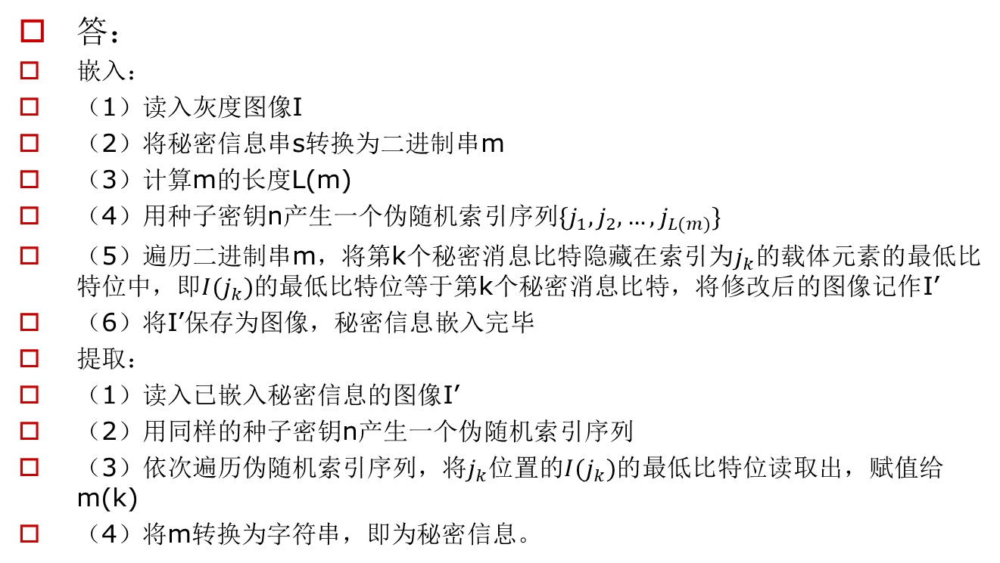 答：
嵌入：
（1）读入灰度图像I
（2）将秘密信息串s转换为二进制串m
（3）计算m的长度L(m)
（4）用种子密钥n产生一个伪随机索引序列{j₁, j₂, … , j_L(m)}
（5）遍历二进制串m，将第k个秘密消息比特隐藏在索引为jₖ的载体元素的最低比
特位中，即I(jₖ)的最低比特位等于第k个秘密消息比特，将修改后的图像记作I’
（6）将I’保存为图像，秘密信息嵌入完毕
提取：
（1）读入已嵌入秘密信息的图像I’
（2）用同样的种子密钥n产生一个伪随机索引序列
（3）依次遍历伪随机索引序列，将jₖ位置的I(jₖ)的最低比特位读取出，赋值给
m(k)
（4）将m转换为字符串，即为秘密信息。